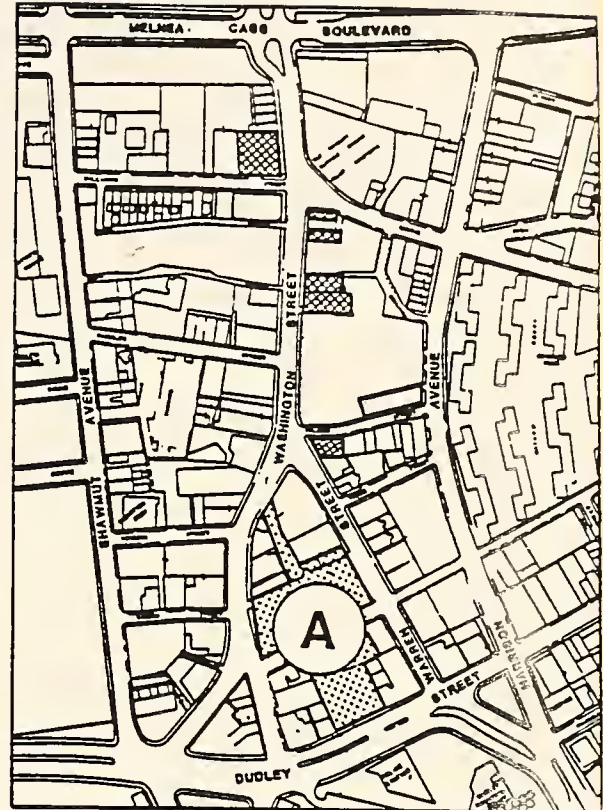 MELNEA CASS BOULEVARD
WASHINGTON STREET
SHAWMUT AVENUE
AVENUE
HARRISON
WARREN STREET
A
STREET
DUDLEY